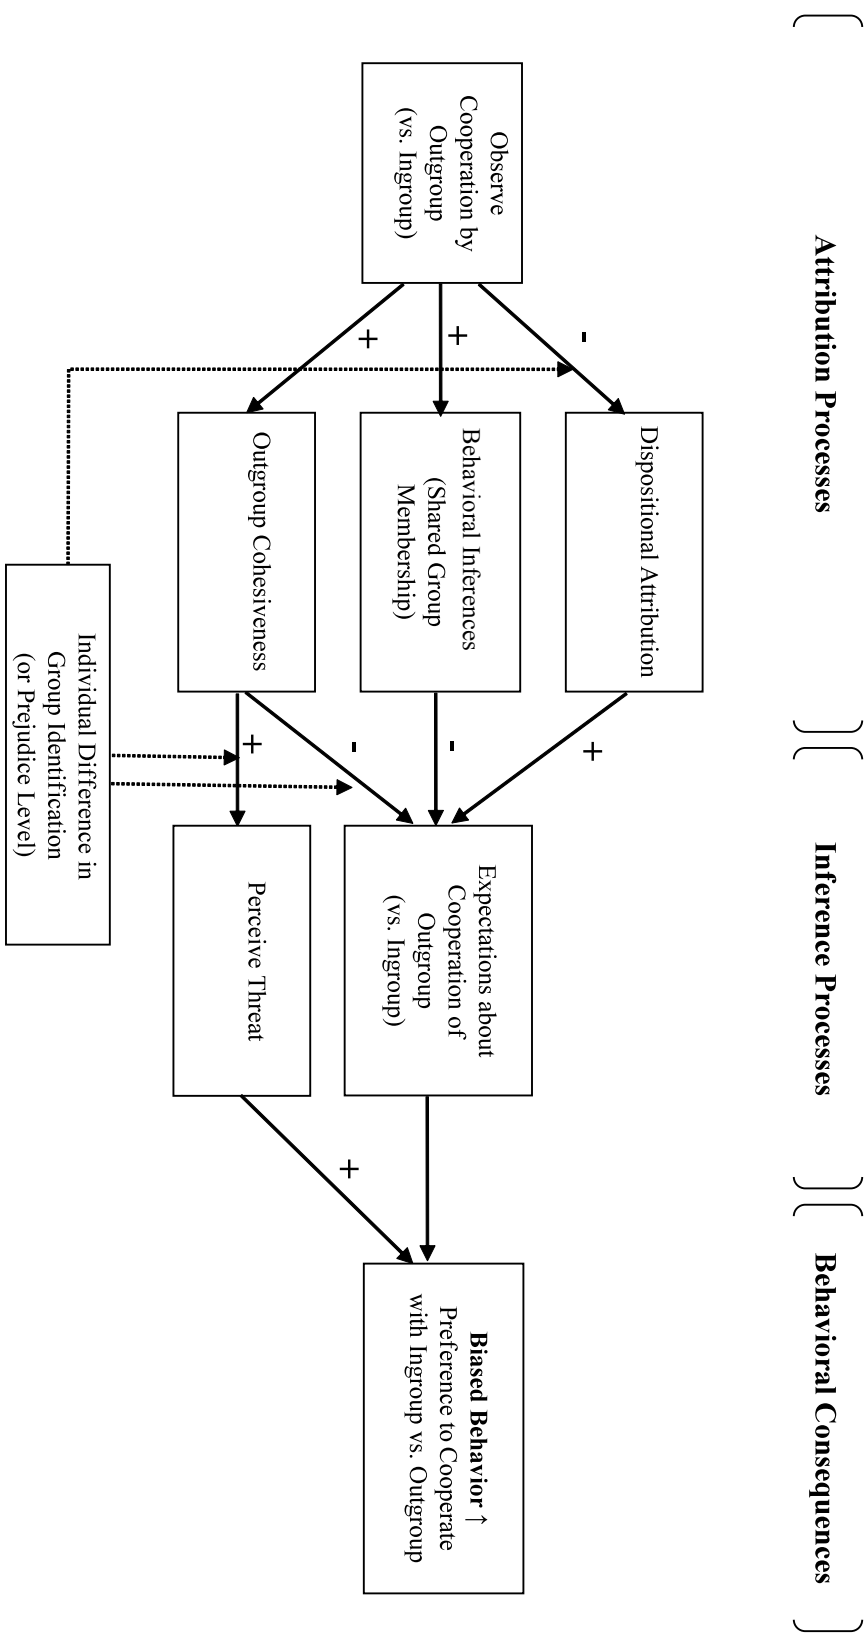 Attribution Processes
Inference Processes
Behavioral Consequences
Observe
Cooperation by
Outgroup
(vs. Ingroup)
-
+
+
Dispositional Attribution
Behavioral Inferences
(Shared Group
Membership)
Outgroup Cohesiveness
+
-
-
+
Expectations about
Cooperation of
Outgroup
(vs. Ingroup)
Perceive Threat
+
Biased Behavior ↑
Preference to Cooperate
with Ingroup vs. Outgroup
Individual Difference in
Group Identification
(or Prejudice Level)